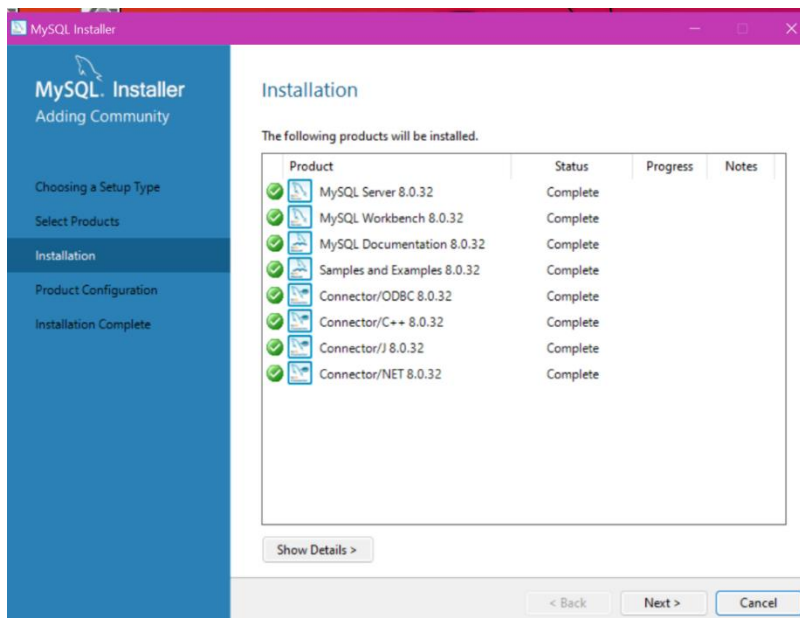 MySQL Installer
MySQL. Installer
Adding Community
Choosing a Setup Type
Select Products
Installation
Product Configuration
Installation Complete
Installation
The following products will be installed.
Product Status Progress Notes
MySQL Server 8.0.32 Complete
MySQL Workbench 8.0.32 Complete
MySQL Documentation 8.0.32 Complete
Samples and Examples 8.0.32 Complete
Connector/ODBC 8.0.32 Complete
Connector/C++ 8.0.32 Complete
Connector/J 8.0.32 Complete
Connector/NET 8.0.32 Complete
Show Details >
< Back Next > Cancel